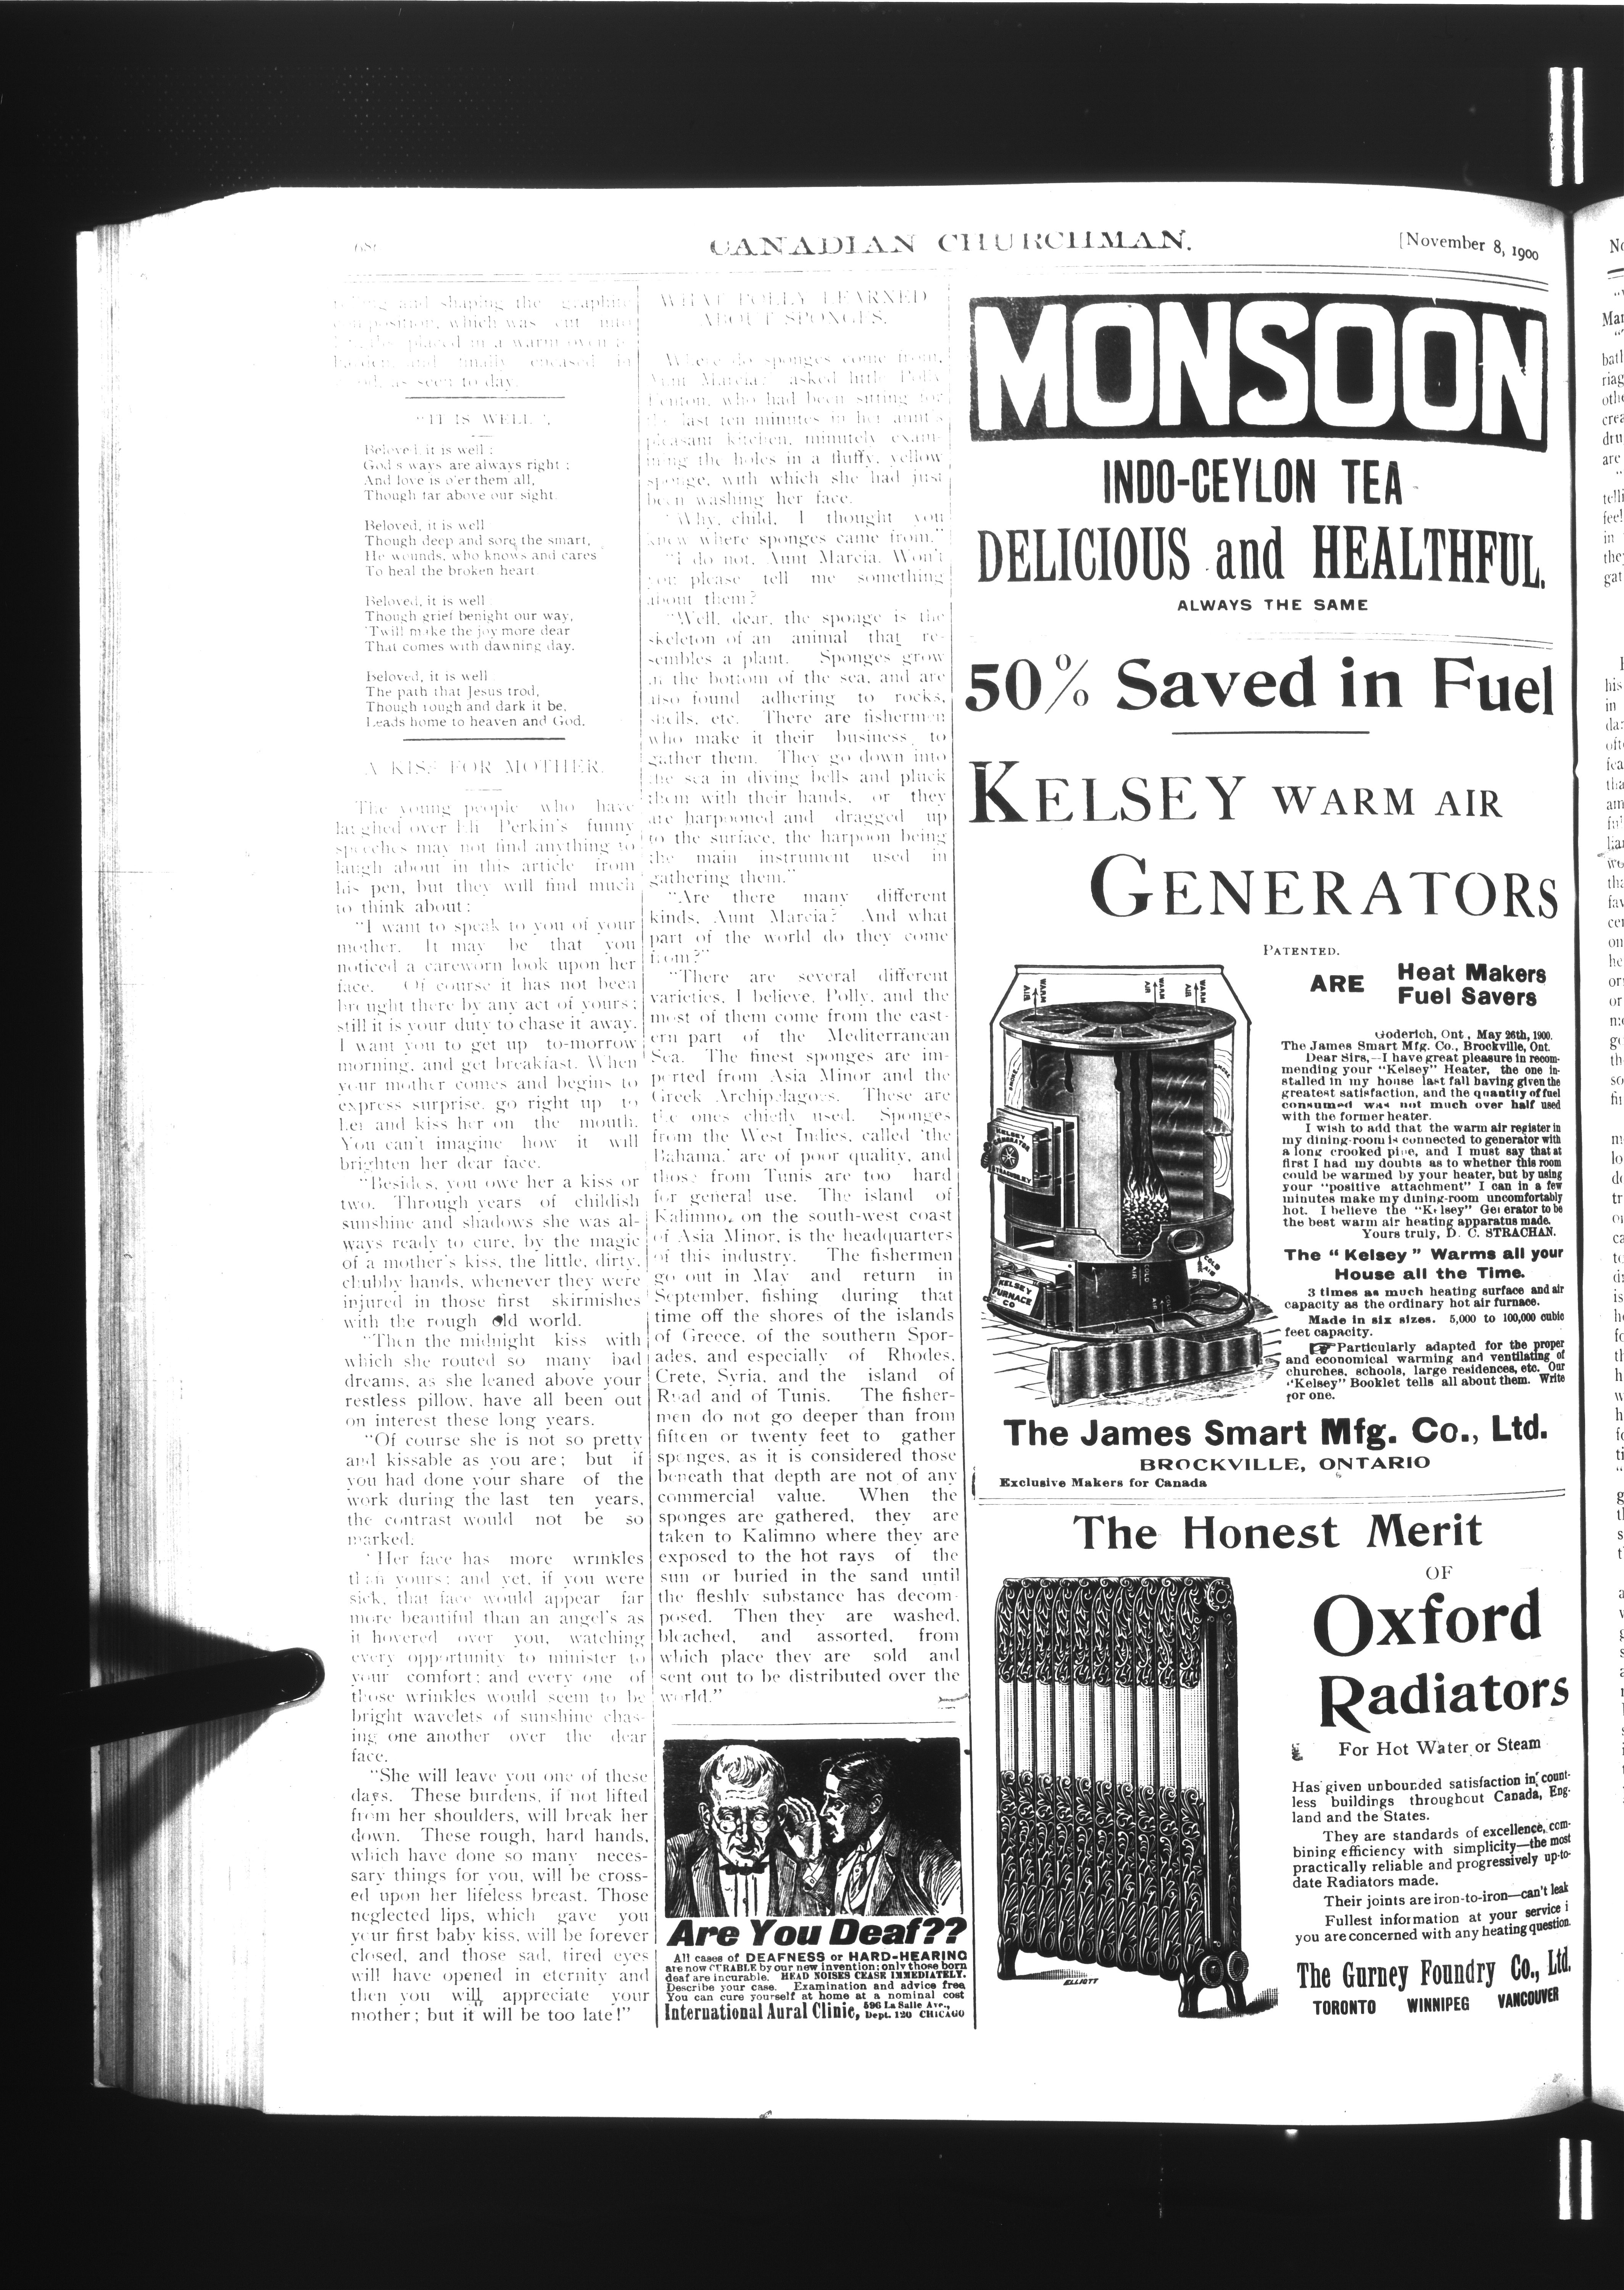 CANADIAN CHURCHMAN.
[November 8, 1900
and shaping the graphite
which was cut into
placed in a warm oven to
and finally encased in
as seen to-day.
"IT IS WELL",
Beloved, it is well;
God's ways are always right;
And love is o'er them all,
Though far above our sight.
Beloved, it is well
Though deep and sore the smart,
He wounds, who knows and cares
To heal the broken heart.
Beloved, it is well
Though grief benight our way,
'Twill make the joy more dear
That comes with dawning day.
Beloved, it is well
The path that Jesus trod,
Though rough and dark it be,
Leads home to heaven and God.
A KISS FOR MOTHER.
The young people who have
laughed over Eli Perkin's funny
speeches may not find anything to
laugh about in this article from
his pen, but they will find much
to think about:
"I want to speak to you of your
mother. It may be that you
noticed a careworn look upon her
face. Of course it has not been
brought there by any act of yours;
still it is your duty to chase it away.
I want you to get up to-morrow
morning, and get breakfast. When
your mother comes and begins to
express surprise, go right up to
her and kiss her on the mouth.
You can't imagine how it will
brighten her dear face.
"Besides, you owe her a kiss or
two. Through years of childish
sunshine and shadows she was al-
ways ready to cure, by the magic
of a mother's kiss, the little, dirty,
chubby hands, whenever they were
injured in those first skirmishes
with the rough old world.
"Then the midnight kiss with
which she routed so many bad
dreams, as she leaned above your
restless pillow, have all been out
on interest these long years.
"Of course she is not so pretty
and kissable as you are; but if
you had done your share of the
work during the last ten years,
the contrast would not be so
marked.
"Her face has more wrinkles
than yours; and yet, if you were
sick, that face would appear far
more beautiful than an angel's as
it hovered over you, watching
every opportunity to minister to
your comfort; and every one of
those wrinkles would seem to be
bright wavelets of sunshine chas-
ing one another over the dear
face.
"She will leave you one of these
days. These burdens, if not lifted
from her shoulders, will break her
down. These rough, hard hands,
which have done so many neces-
sary things for you, will be cross-
ed upon her lifeless breast. Those
neglected lips, which gave you
your first baby kiss, will be forever
closed, and those sad, tired eyes
will have opened in eternity and
then you will appreciate your
mother; but it will be too late!"
WHAT POLLY LEARNED
ABOUT SPONGES.
Where do sponges come from,
Aunt Marcia? asked little Polly
Fenton, who had been sitting for
the last ten minutes in her aunt's
pleasant kitchen, minutely exam-
ining the holes in a fluffy, yellow
sponge, with which she had just
been washing her face.
"Why, child, I thought you
knew where sponges came from."
"I do not, Aunt Marcia. Won't
you please tell me something
about them?
"Well, dear, the sponge is the
skeleton of an animal that re-
sembles a plant. Sponges grow
at the bottom of the sea, and are
also found adhering to rocks,
shells, etc. There are fishermen
who make it their business to
gather them. They go down into
the sea in diving bells and pluck
them with their hands, or they
are harpooned and dragged up
to the surface, the harpoon being
the main instrument used in
gathering them."
"Are there many different
kinds, Aunt Marcia? And what
part of the world do they come
from?"
"There are several different
varieties, I believe, Polly, and the
most of them come from the east-
ern part of the Mediterranean
Sea. The finest sponges are im-
ported from Asia Minor and the
Greek Archipelagoes. These are
the ones chiefly used. Sponges
from the West Indies, called 'the
Bahama,' are of poor quality, and
those from Tunis are too hard
for general use. The island of
Kalimno, on the south-west coast
of Asia Minor, is the headquarters
of this industry. The fishermen
go out in May and return in
September, fishing during that
time off the shores of the islands
of Greece, of the southern Spor-
ades, and especially of Rhodes,
Crete, Syria, and the island of
Ruad and of Tunis. The fisher-
men do not go deeper than from
fifteen or twenty feet to gather
sponges, as it is considered those
beneath that depth are not of any
commercial value. When the
sponges are gathered, they are
taken to Kalimno where they are
exposed to the hot rays of the
sun or buried in the sand until
the fleshly substance has decom-
posed. Then they are washed,
bleached, and assorted, from
which place they are sold and
sent out to be distributed over the
world."
Are You Deaf??
All cases of DEAFNESS or HARD-HEARING
are now CURABLE by our new invention; only those born
deaf are incurable. HEAD NOISES CEASE IMMEDIATELY.
Describe your case. Examination and advice free
You can cure yourself at home at a nominal cost
International Aural Clinic, 596 La Salle Ave., Dept. 120 CHICAGO
MONSOON
INDO-CEYLON TEA
DELICIOUS and HEALTHFUL.
ALWAYS THE SAME
50% Saved in Fuel
KELSEY WARM AIR
GENERATORS
PATENTED.
ARE Heat Makers
Fuel Savers
WARM AIR
WARM AIR
WARM AIR
SMOKE
SMOKE
KELSEY
GENERATOR
COLD AIR
COLD AIR
KELSEY
FURNACE
CO
Goderich, Ont., May 26th, 1900.
The James Smart Mfg. Co., Brockville, Ont.
Dear Sirs,--I have great pleasure in recom-
mending your "Kelsey" Heater, the one in-
stalled in my house last fall having given the
greatest satisfaction, and the quantity of fuel
consumed was not much over half used
with the former heater.
I wish to add that the warm air register in
my dining-room is connected to generator with
a long crooked pipe, and I must say that at
first I had my doubts as to whether this room
could be warmed by your heater, but by using
your "positive attachment" I can in a few
minutes make my dining-room uncomfortably
hot. I believe the "Kelsey" Generator to be
the best warm air heating apparatus made.
Yours truly, D. C. STRACHAN.
The "Kelsey" Warms all your
House all the Time.
3 times as much heating surface and air
capacity as the ordinary hot air furnace.
Made in six sizes. 5,000 to 100,000 cubic
feet capacity.
Particularly adapted for the proper
and economical warming and ventilating of
churches, schools, large residences, etc. Our
"Kelsey" Booklet tells all about them. Write
for one.
The James Smart Mfg. Co., Ltd.
BROCKVILLE, ONTARIO
Exclusive Makers for Canada
The Honest Merit
OF
Oxford
Radiators
For Hot Water or Steam
Has given unbounded satisfaction in count-
less buildings throughout Canada, Eng-
land and the States.
They are standards of excellence, com-
bining efficiency with simplicity—the most
practically reliable and progressively up-to-
date Radiators made.
Their joints are iron-to-iron—can't leak
Fullest information at your service i
you are concerned with any heating question.
The Gurney Foundry Co., Ltd.
TORONTO WINNIPEG VANCOUVER
ELLIOTT